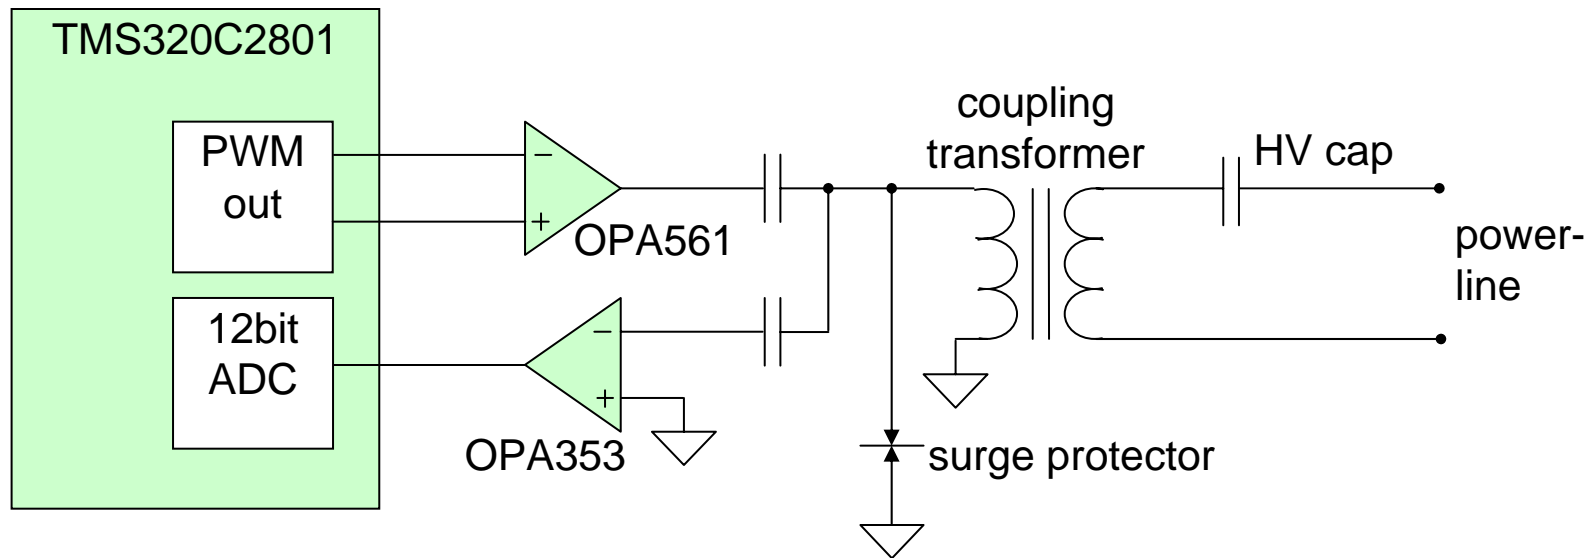 TMS320C2801
PWM
out
−
+
OPA561
12bit
ADC
−
+
OPA353
coupling
transformer
HV cap
power-
line
surge protector